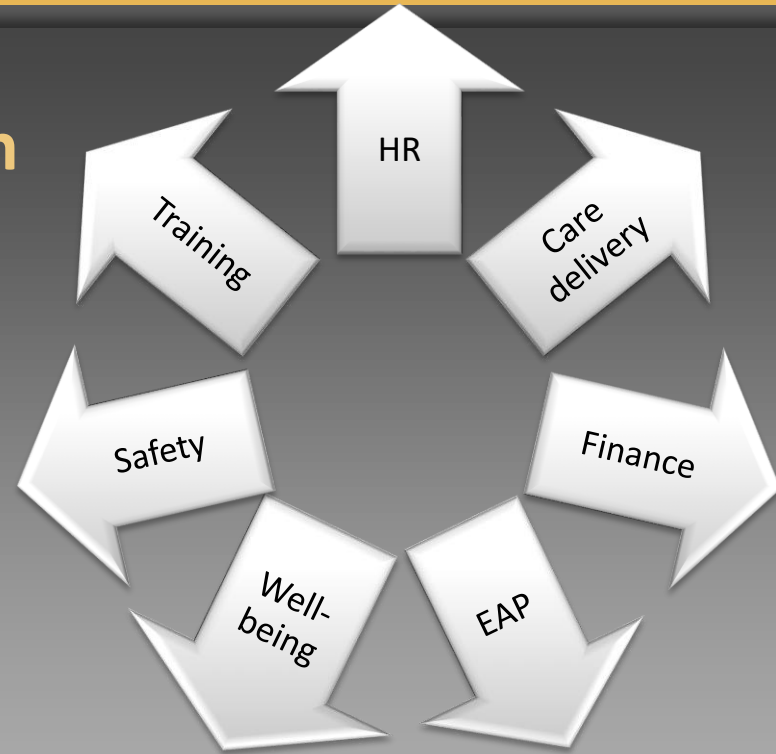 HR
Care
delivery
Finance
EAP
Well-
being
Safety
Training